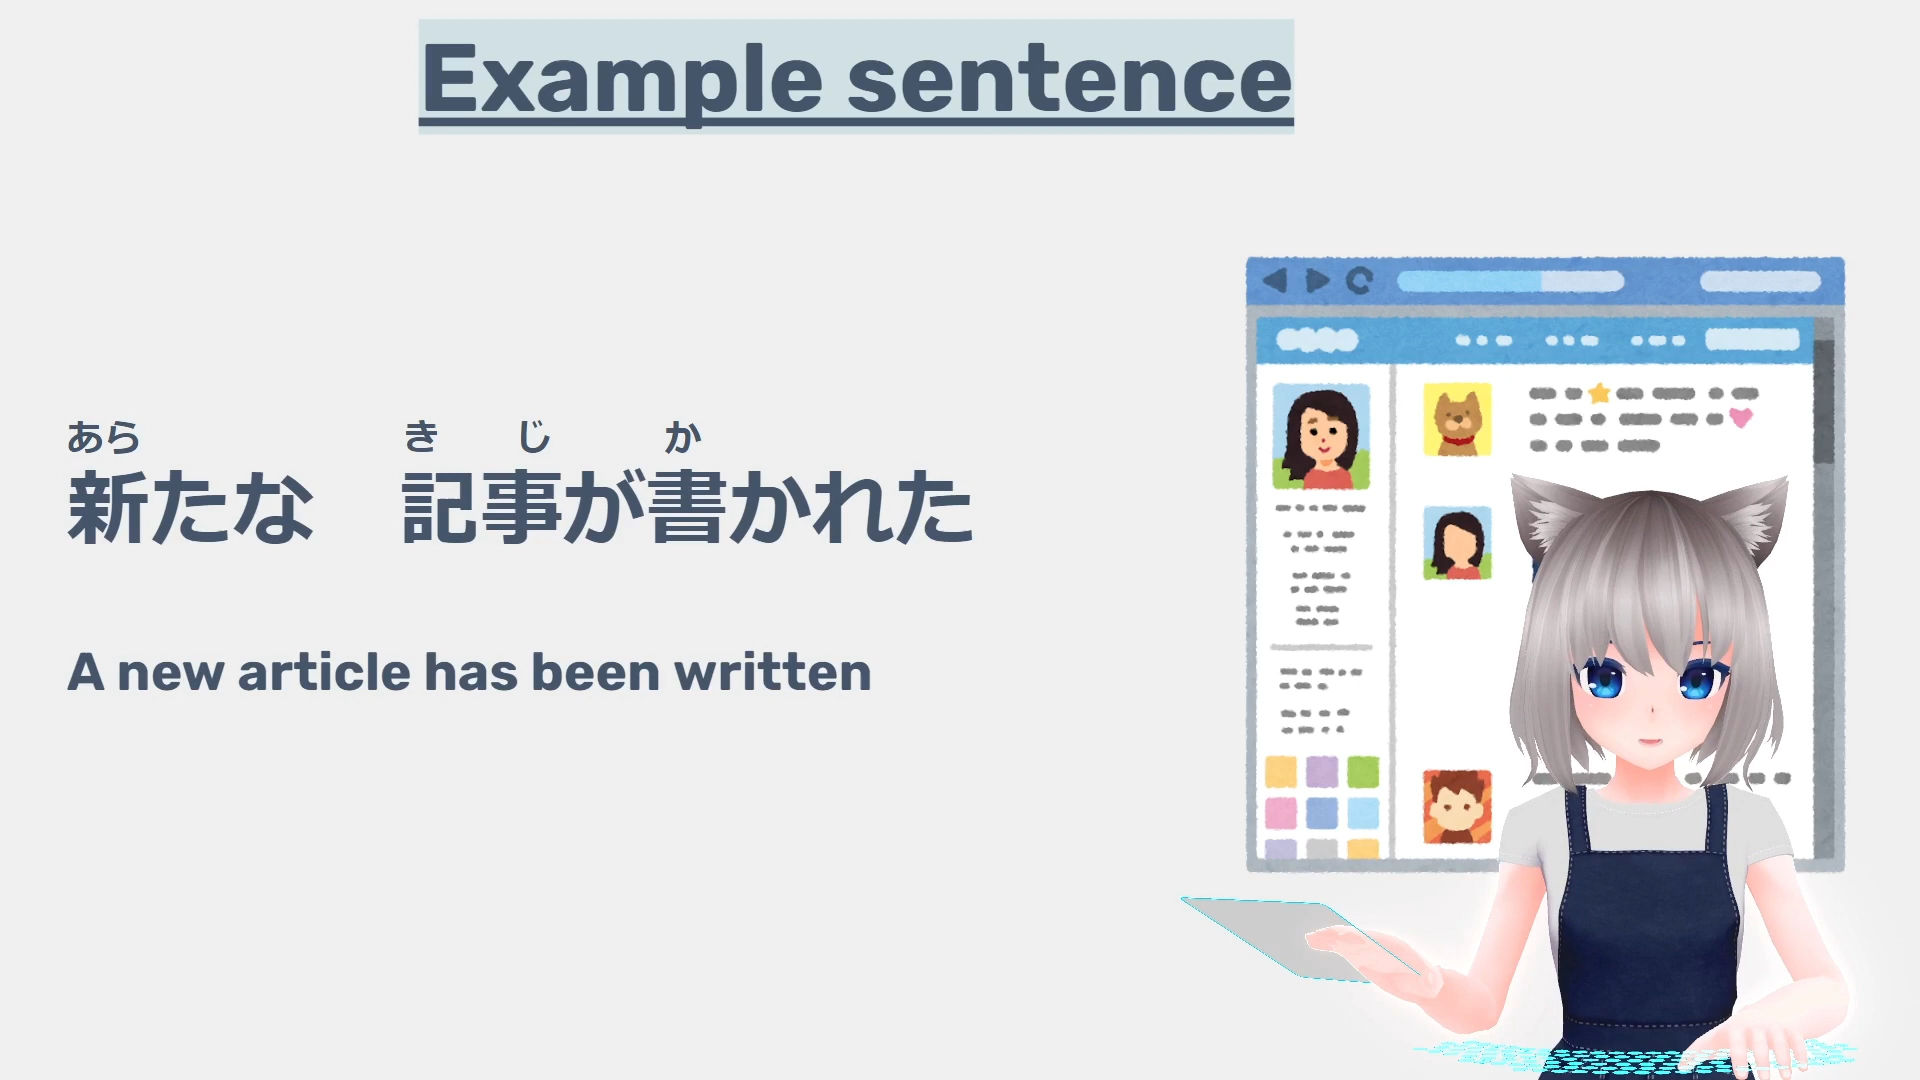 Example sentence
あら き じ か
新たな　記事が書かれた
A new article has been written